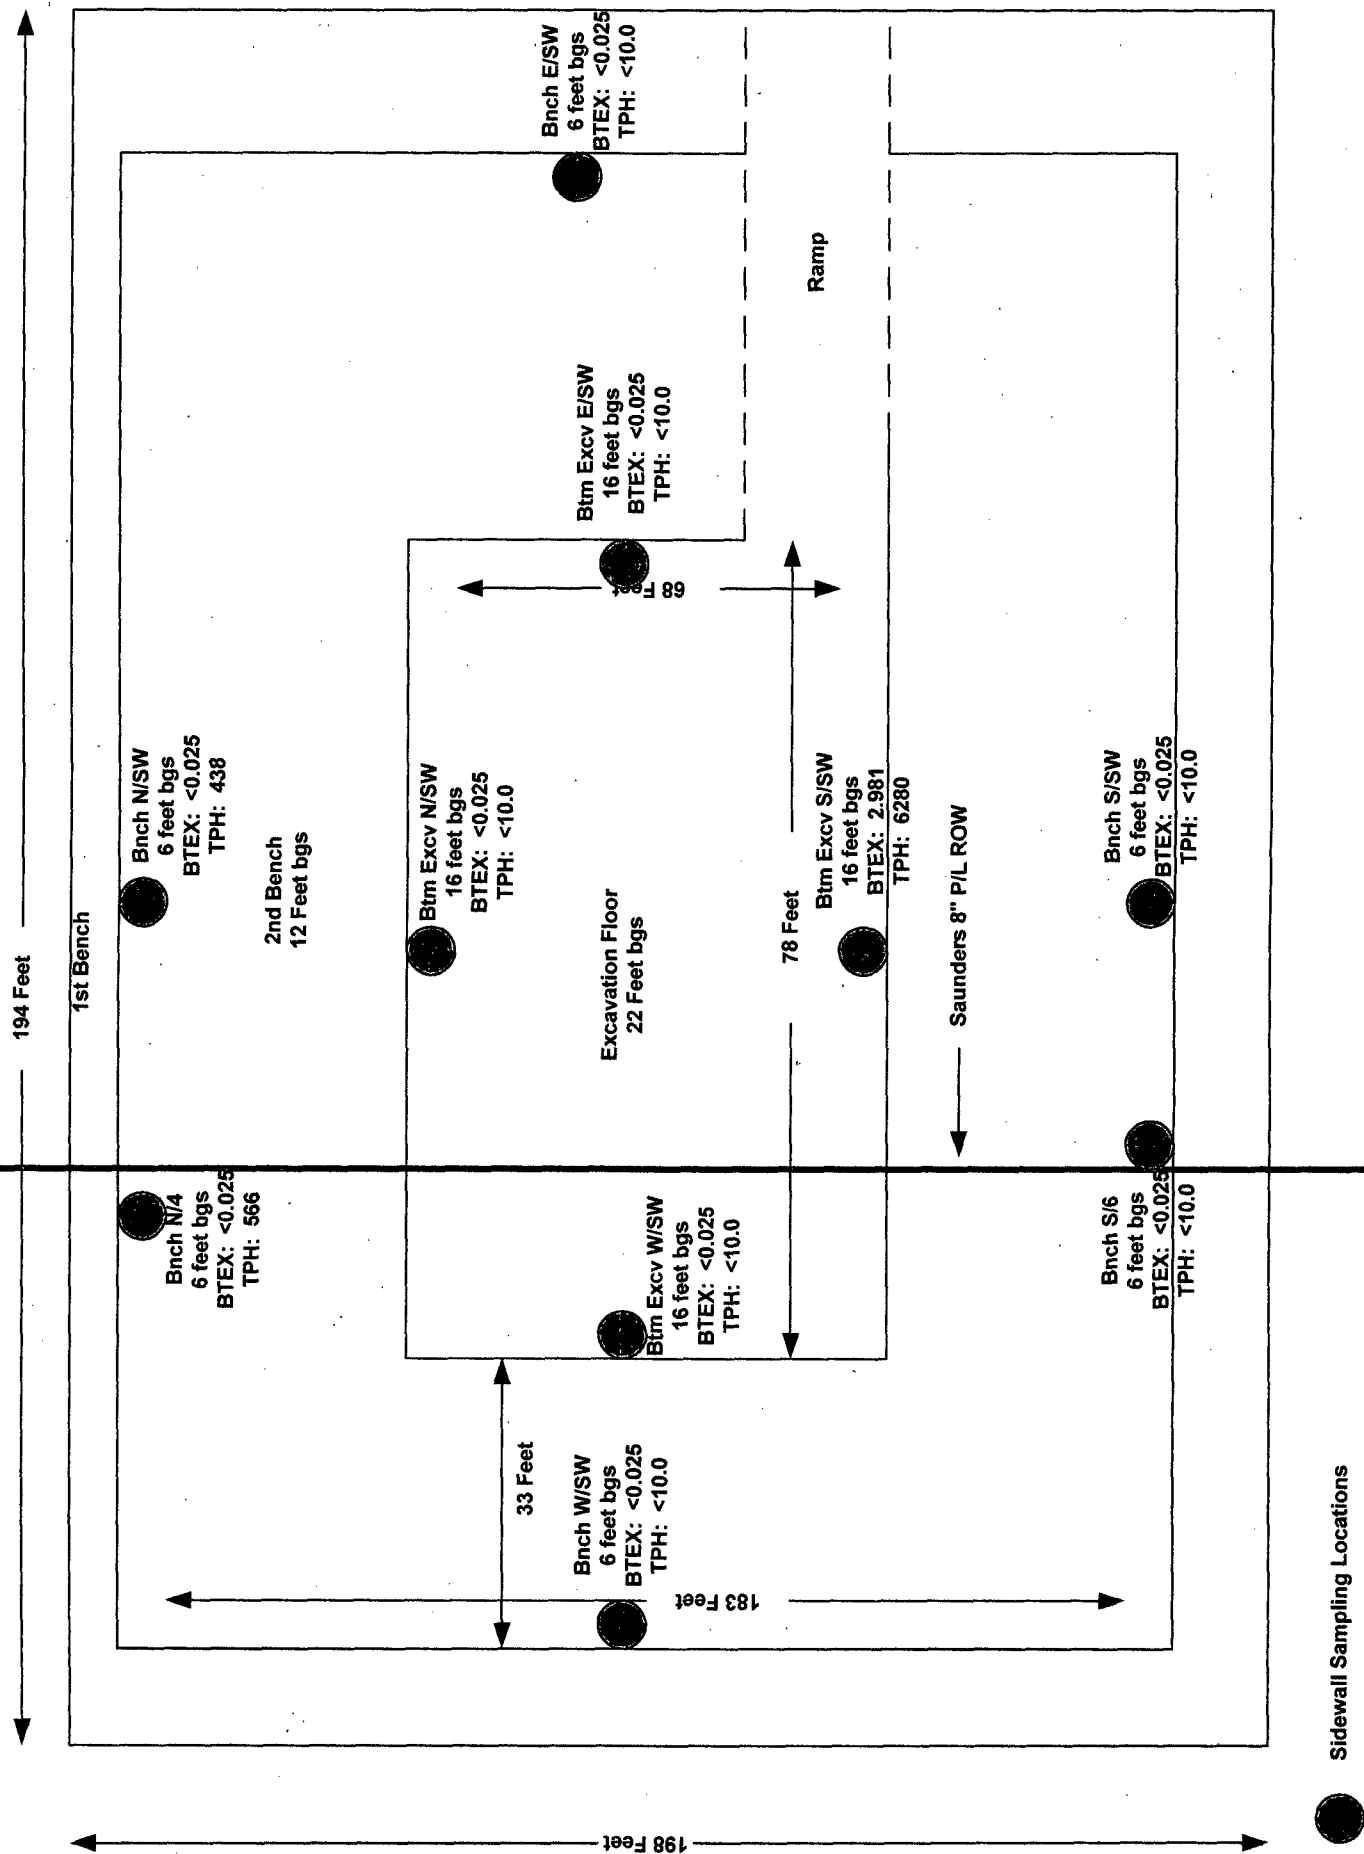 194 Feet
1st Bench
Bnch N/4
6 feet bgs
BTEX: <0.025
TPH: 566
Bnch N/SW
6 feet bgs
BTEX: <0.025
TPH: 438
2nd Bench
12 Feet bgs
Btm Excv N/SW
16 feet bgs
BTEX: <0.025
TPH: <10.0
Bnch W/SW
6 feet bgs
BTEX: <0.025
TPH: <10.0
33 Feet
183 Feet
198 Feet
Btm Excv W/SW
16 feet bgs
BTEX: <0.025
TPH: <10.0
Excavation Floor
22 Feet bgs
68 Feet
Btm Excv E/SW
16 feet bgs
BTEX: <0.025
TPH: <10.0
Bnch E/SW
6 feet bgs
BTEX: <0.025
TPH: <10.0
78 Feet
Ramp
Btm Excv S/SW
16 feet bgs
BTEX: 2.981
TPH: 6280
Saunders 8" P/L ROW
Bnch S/6
6 feet bgs
BTEX: <0.025
TPH: <10.0
Bnch S/SW
6 feet bgs
BTEX: <0.025
TPH: <10.0
Sidewall Sampling Locations